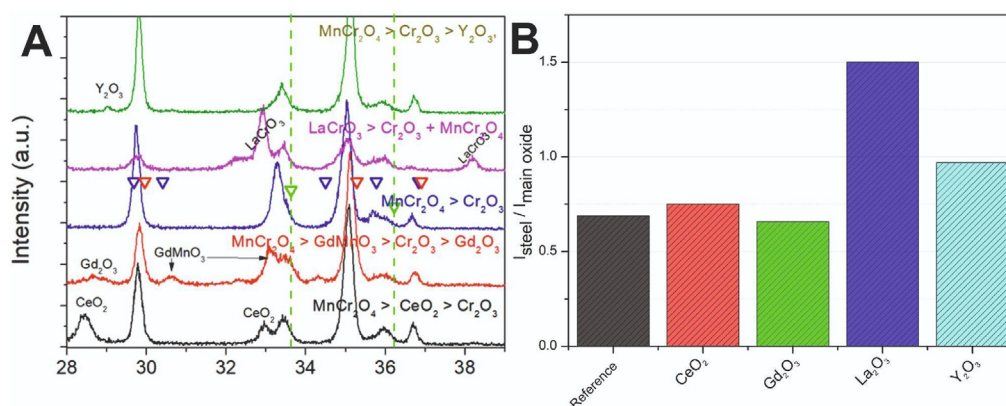 A
MnCr₂O₄ > Cr₂O₃ > Y₂O₃,
Y₂O₃
LaCrO₃
LaCrO₃ > Cr₂O₃ + MnCr₂O₄
LaCrO3
MnCr₂O₄ > Cr₂O₃
MnCr₂O₄ > GdMnO₃ > Cr₂O₃ > Gd₂O₃
Gd₂O₃
GdMnO₃
CeO₂
CeO₂
MnCr₂O₄ > CeO₂ > Cr₂O₃
Intensity (a.u.)
28 30 32 34 36 38
B
I steel / I main oxide
1.5
1.0
0.5
0.0
Reference
CeO₂
Gd₂O₃
La₂O₃
Y₂O₃